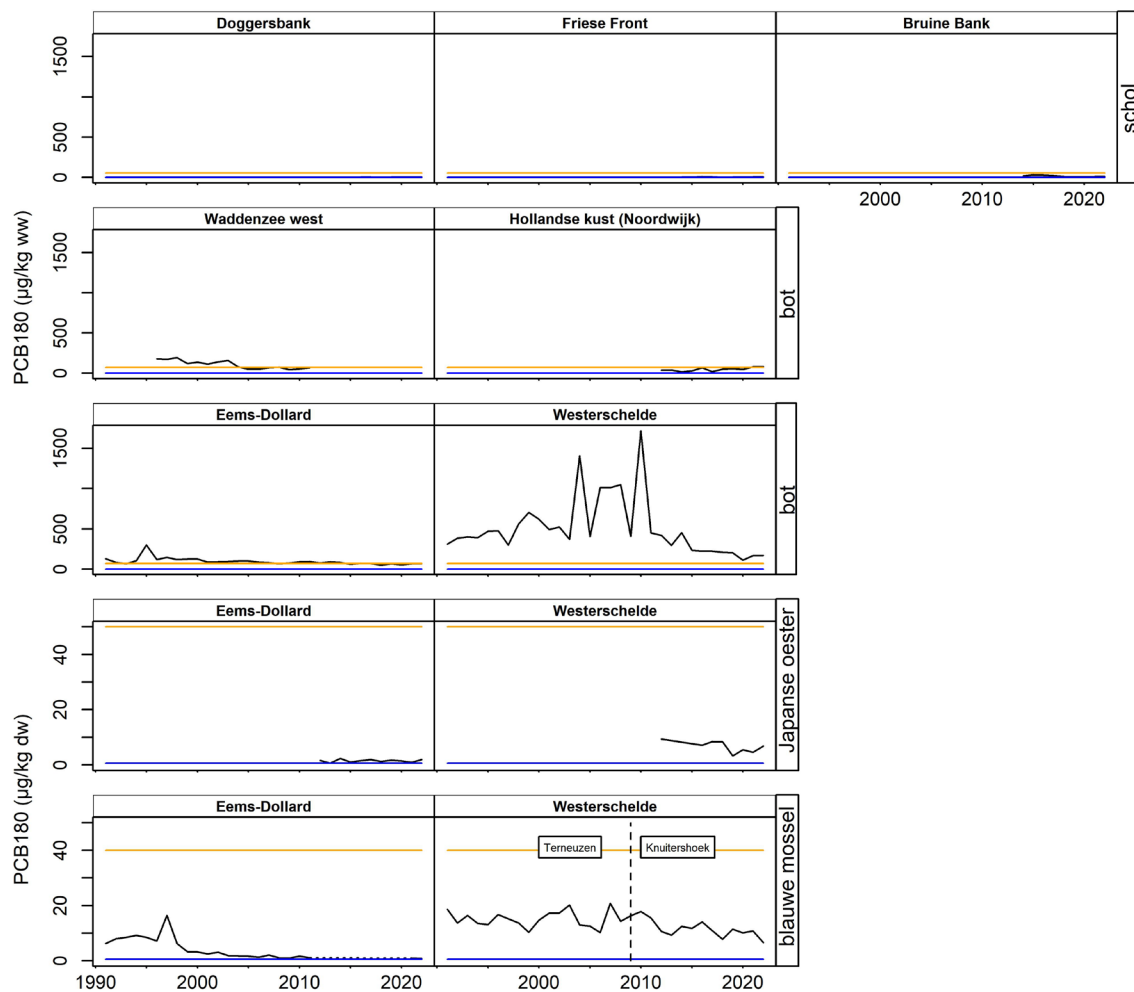 Doggersbank Friese Front Bruine Bank
1500
500
0
schol
2000 2010 2020
Waddenzee west Hollandse kust (Noordwijk)
1500
500
0
bot
PCB180 (µg/kg ww)
Eems-Dollard Westerschelde
1500
500
0
bot
Eems-Dollard Westerschelde
40
20
0
Japanse oester
PCB180 (µg/kg dw)
Eems-Dollard Westerschelde
40
20
0
Terneuzen Knuitershoek
blauwe mossel
1990 2000 2010 2020 2000 2010 2020